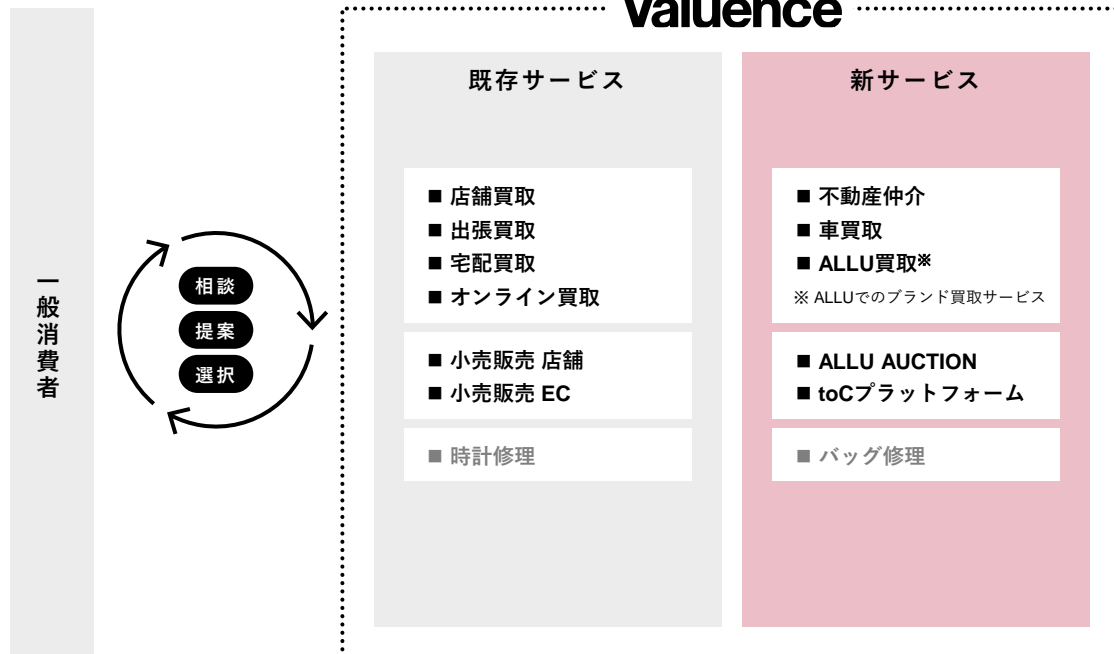 Valuence
一般消費者
相談
提案
選択
既存サービス
■ 店舗買取
■ 出張買取
■ 宅配買取
■ オンライン買取
■ 小売販売 店舗
■ 小売販売 EC
■ 時計修理
新サービス
■ 不動産仲介
■ 車買取
■ ALLU買取※
※ ALLUでのブランド買取サービス
■ ALLU AUCTION
■ toCプラットフォーム
■ バッグ修理